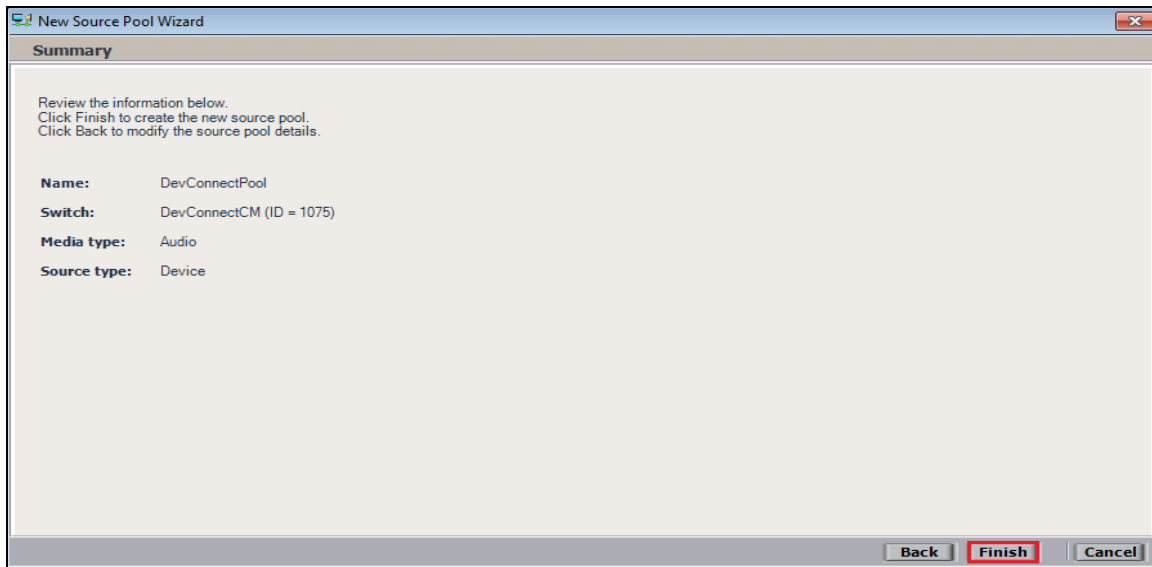 New Source Pool Wizard
Summary
Review the information below.
Click Finish to create the new source pool.
Click Back to modify the source pool details.
Name: DevConnectPool
Switch: DevConnectCM (ID = 1075)
Media type: Audio
Source type: Device
Back Finish Cancel